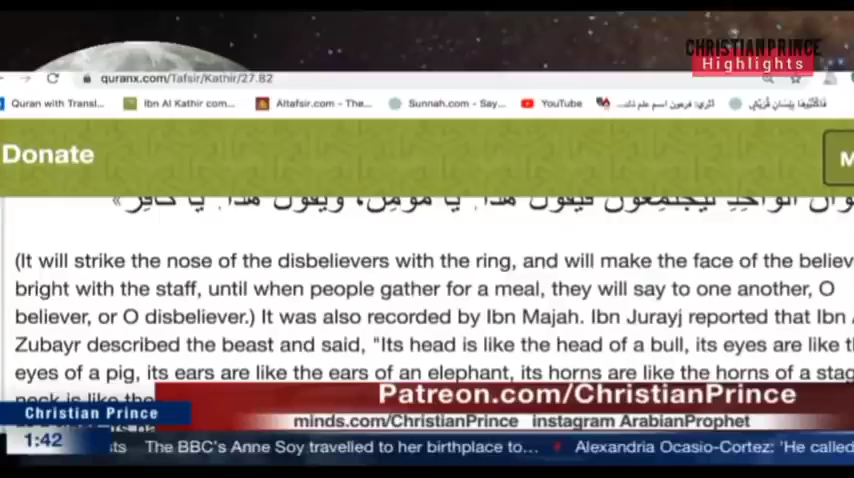 CHRISTIAN PRINCE
Highlights
quranx.com/Tafsir/Kathir/27.82
Quran with Transl...
Ibn Al Kathir com...
Altafsir.com - The...
Sunnah.com - Say...
YouTube
Donate
M
(It will strike the nose of the disbelievers with the ring, and will make the face of the believ
bright with the staff, until when people gather for a meal, they will say to one another, O
believer, or O disbeliever.) It was also recorded by Ibn Majah. Ibn Jurayj reported that Ibn
Zubayr described the beast and said, "Its head is like the head of a bull, its eyes are like th
eyes of a pig, its ears are like the ears of an elephant, its horns are like the horns of a stag
neck is like the
Patreon.com/ChristianPrince
Christian Prince
minds.com/ChristianPrince instagram ArabianProphet
1:42
sts The BBC's Anne Soy travelled to her birthplace to... Alexandria Ocasio-Cortez: 'He called